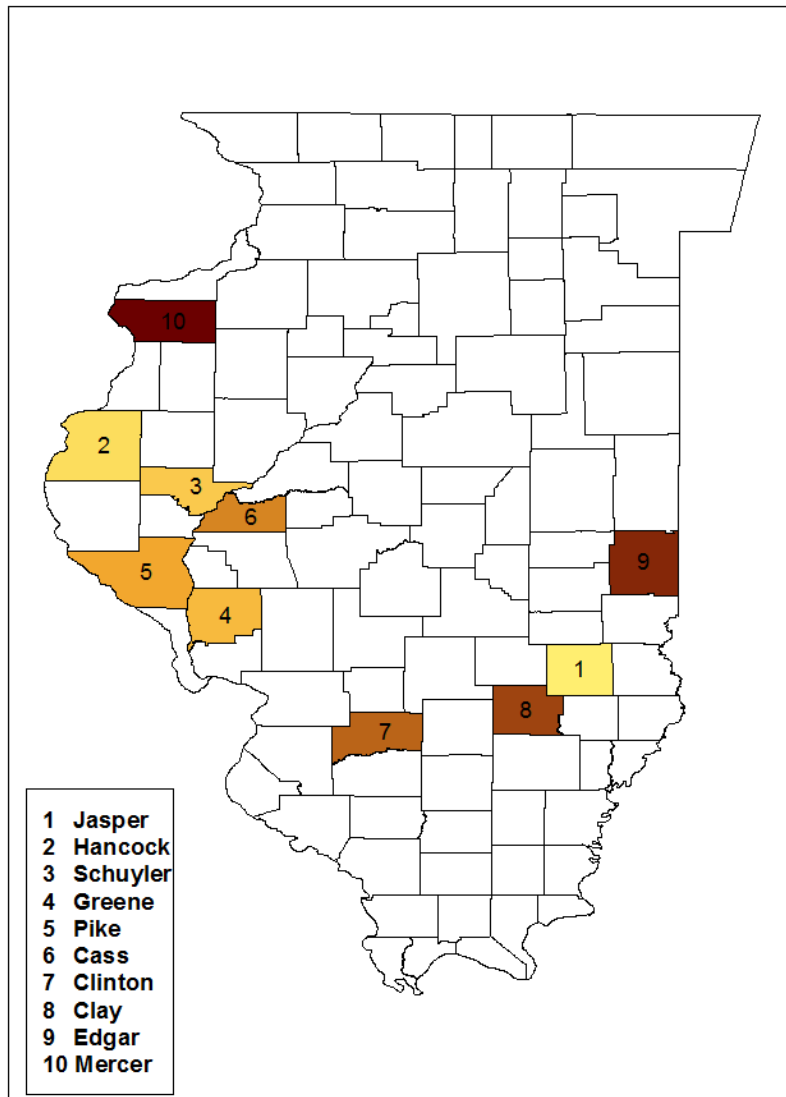 10
2
3
6
9
5
4
1
8
7
1 Jasper
2 Hancock
3 Schuyler
4 Greene
5 Pike
6 Cass
7 Clinton
8 Clay
9 Edgar
10 Mercer